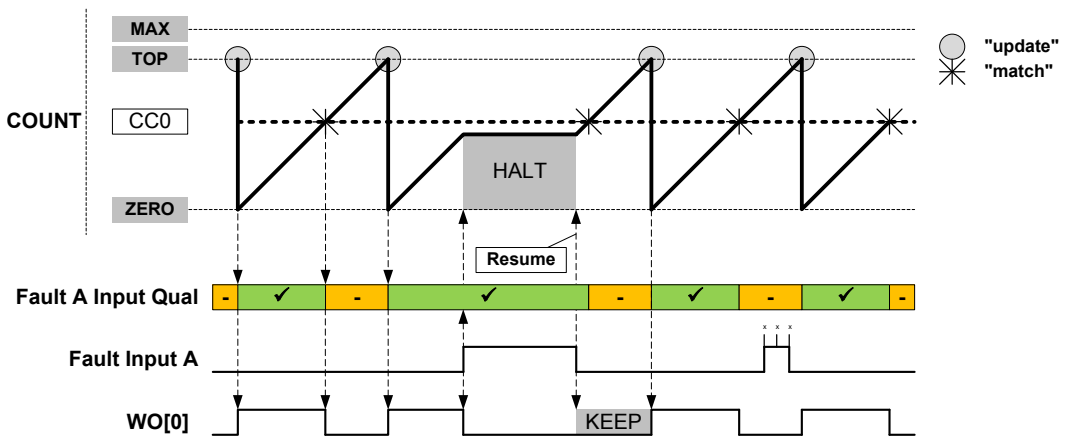 MAX
TOP
"update"
"match"
COUNT
CC0
HALT
ZERO
Resume
Fault A Input Qual
- ✓ - ✓ - ✓ - ✓ -
x x x
Fault Input A
WO[0]
KEEP